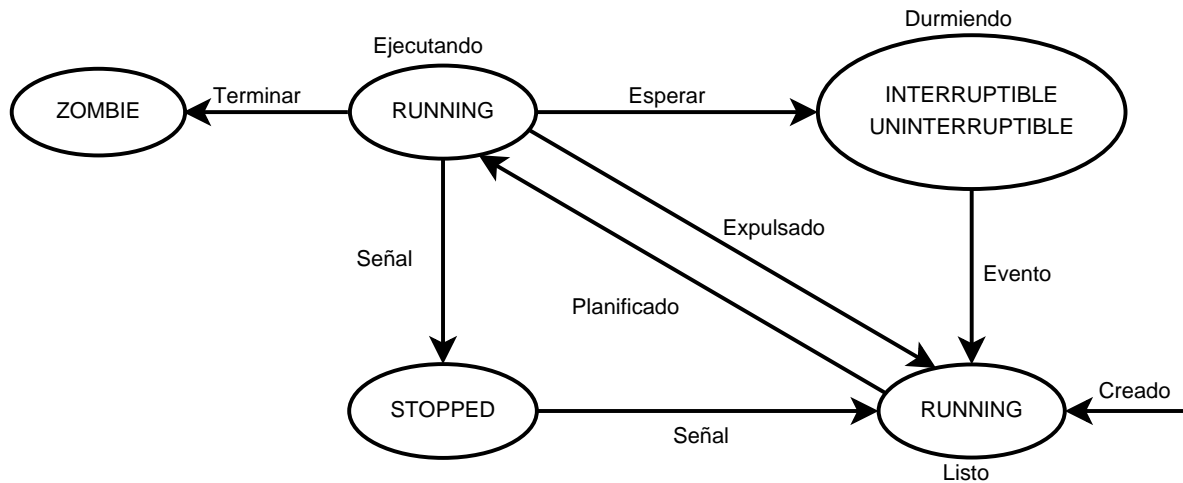 Durmiendo
Ejecutando
ZOMBIE
Terminar
RUNNING
Esperar
INTERRUPTIBLE
UNINTERRUPTIBLE
Señal
Expulsado
Planificado
Evento
STOPPED
Señal
RUNNING
Creado
Listo